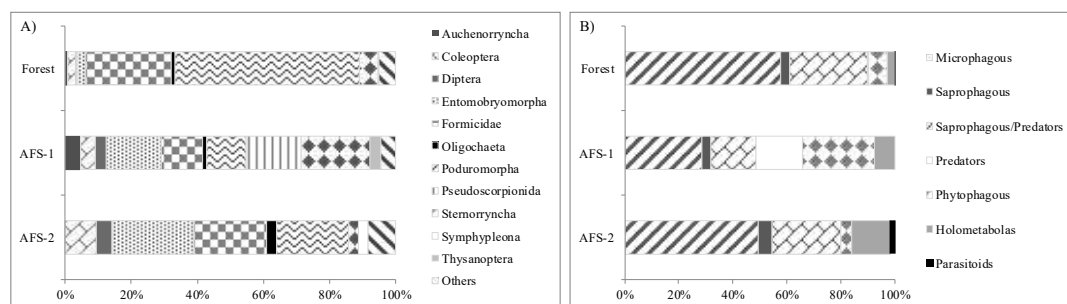 A)
Forest
AFS-1
AFS-2
0%
20%
40%
60%
80%
100%
Auchenorryncha
Coleoptera
Diptera
Entomobryomorpha
Formicidae
Oligochaeta
Poduromorpha
Pseudoscorpionida
Sternorryncha
Symphypleona
Thysanoptera
Others
B)
Forest
AFS-1
AFS-2
0%
20%
40%
60%
80%
100%
Microphagous
Saprophagous
Saprophagous/Predators
Predators
Phytophagous
Holometabolas
Parasitoids